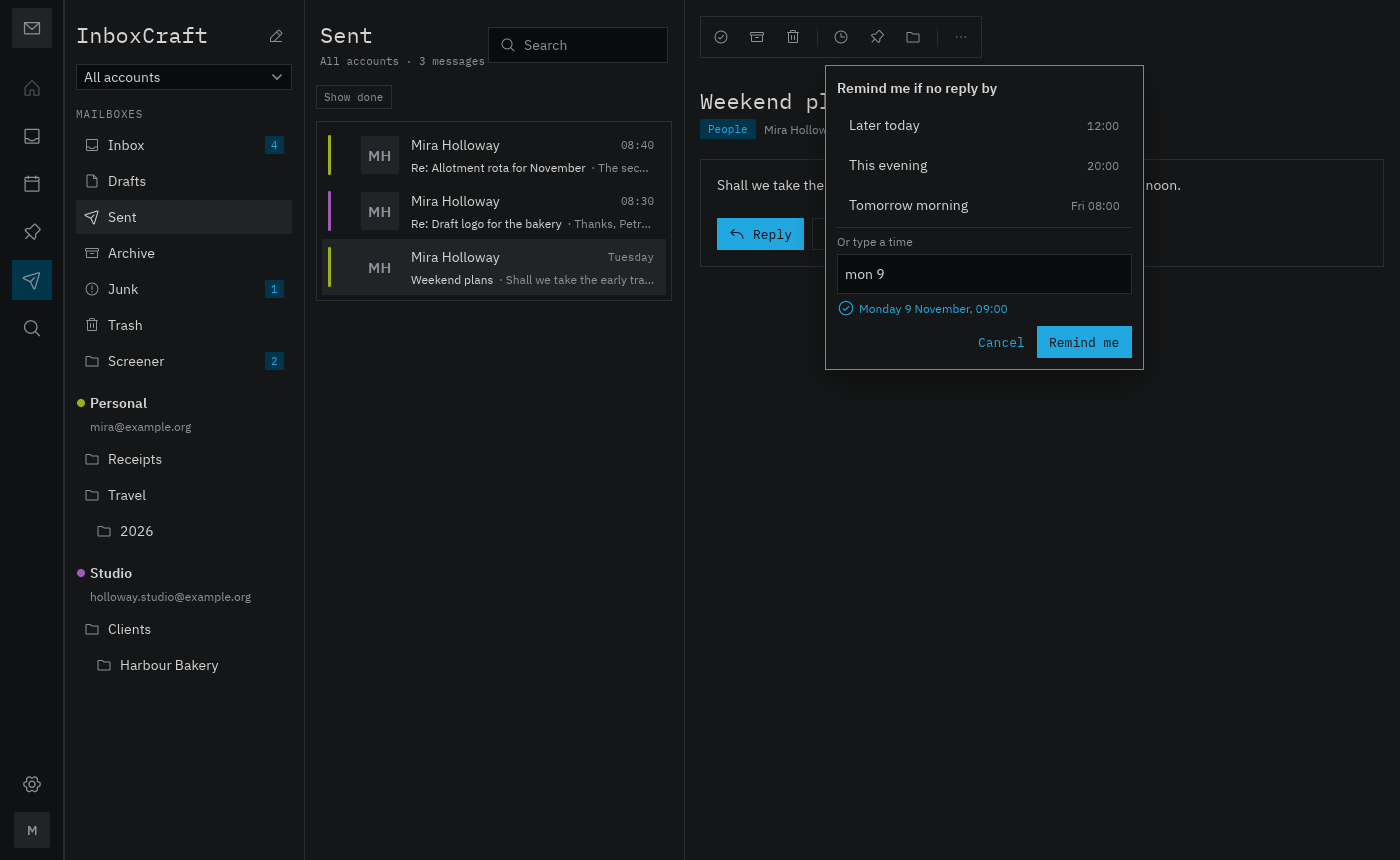 InboxCraft
All accounts
MAILBOXES
Inbox 4
Drafts
Sent
Archive
Junk 1
Trash
Screener 2
Personal
mira@example.org
Receipts
Travel
2026
Studio
holloway.studio@example.org
Clients
Harbour Bakery
M
Sent
All accounts · 3 messages
Search
Show done
MH
Mira Holloway 08:40
Re: Allotment rota for November · The sec…
MH
Mira Holloway 08:30
Re: Draft logo for the bakery · Thanks, Petr…
MH
Mira Holloway Tuesday
Weekend plans · Shall we take the early tra…
Weekend pl
People Mira Hollow
Shall we take the
noon.
Reply
Remind me if no reply by
Later today 12:00
This evening 20:00
Tomorrow morning Fri 08:00
Or type a time
mon 9
Monday 9 November, 09:00
Cancel Remind me